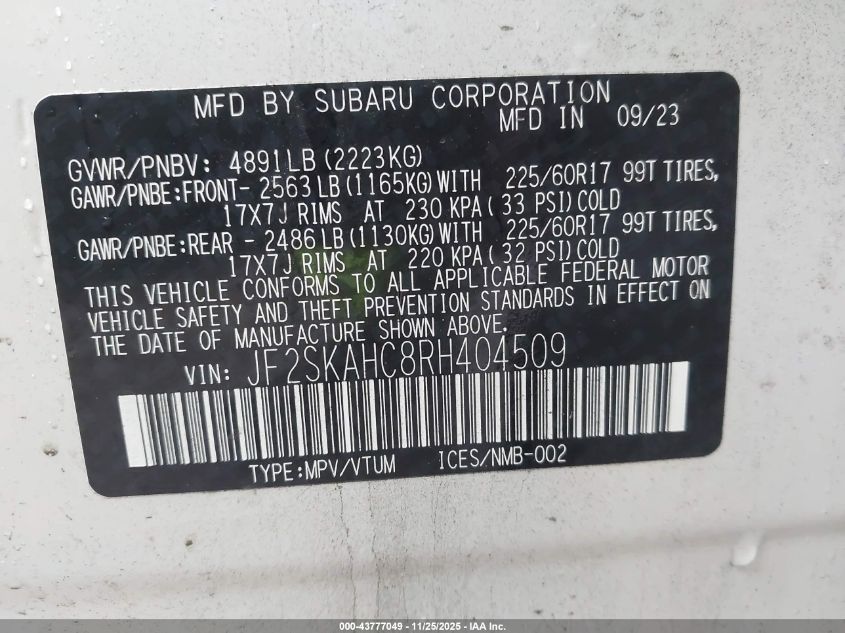 MFD BY SUBARU CORPORATION
MFD IN 09/23
GVWR/PNBV: 4891LB (2223KG)
GAWR/PNBE:FRONT- 2563 LB (1165KG) WITH 225/60R17 99T TIRES,
17X7J RIMS AT 230 KPA( 33 PSI) COLD
GAWR/PNBE:REAR - 2486 LB (1130KG) WITH 225/60R17 99T TIRES,
17X7J RIMS AT 220 KPA( 32 PSI) COLD
THIS VEHICLE CONFORMS TO ALL APPLICABLE FEDERAL MOTOR
VEHICLE SAFETY AND THEFT PREVENTION STANDARDS IN EFFECT ON
THE DATE OF MANUFACTURE SHOWN ABOVE.
VIN: JF2SKAHC8RH404509
TYPE:MPV/VTUM ICES/NMB-002
000-43777049 | 11/25/2025 - IAA Inc.